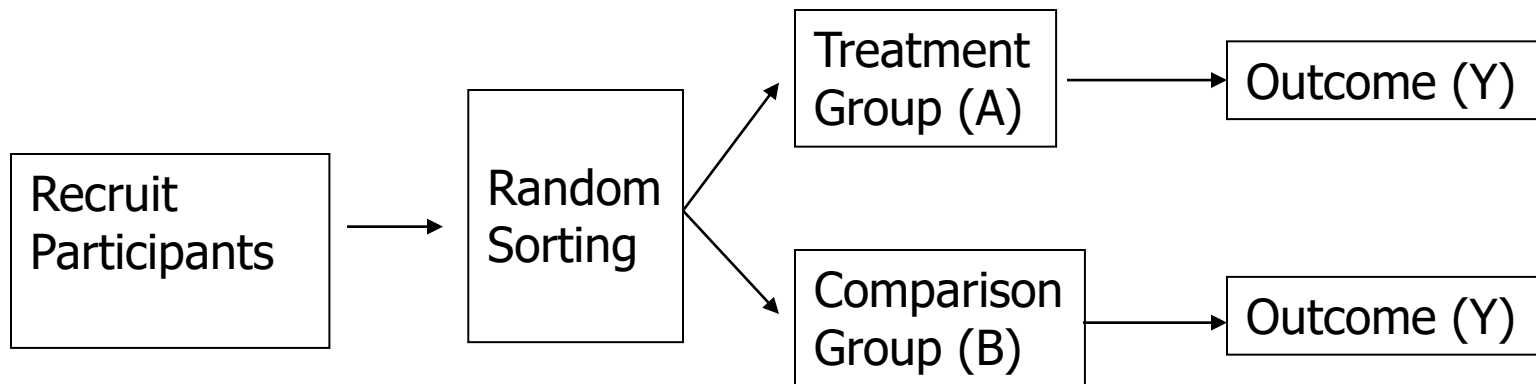 Recruit
Participants
Random
Sorting
Treatment
Group (A)
Outcome (Y)
Comparison
Group (B)
Outcome (Y)